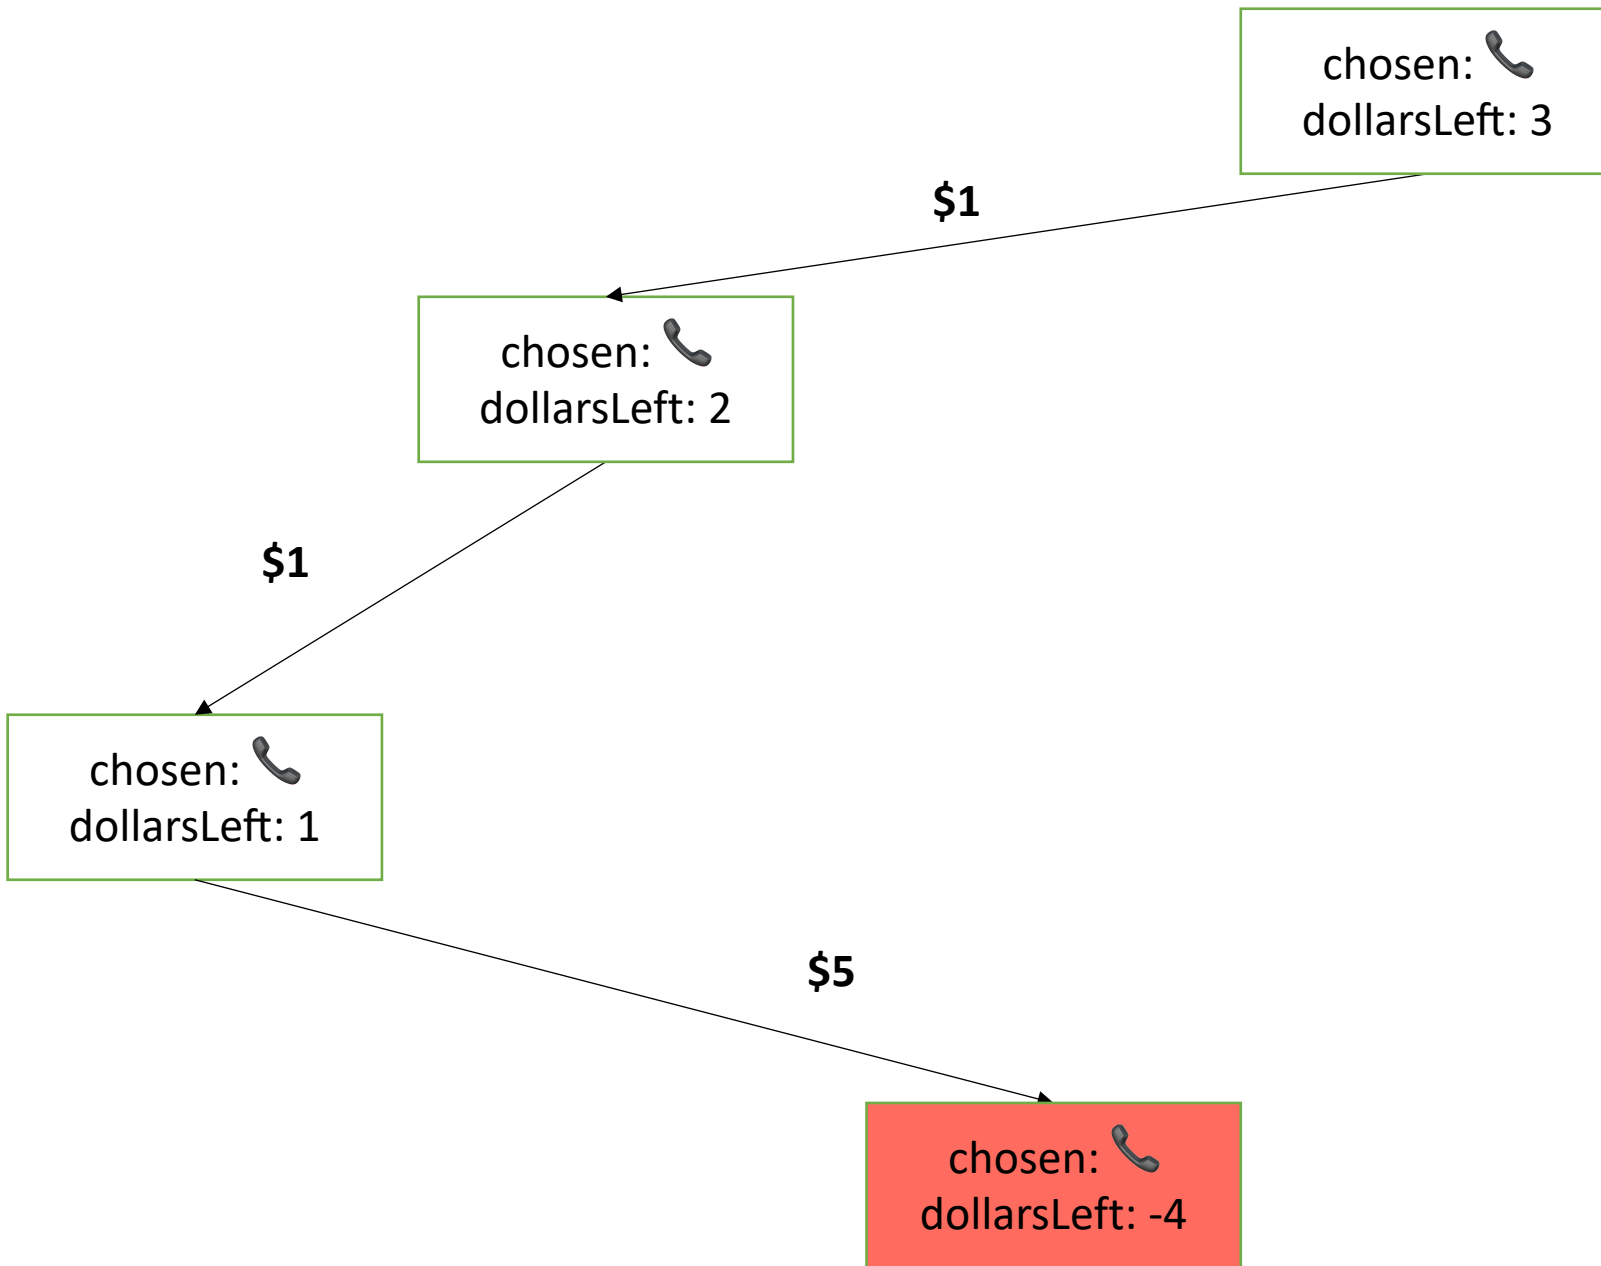 chosen: 📞
dollarsLeft: 3
$1
chosen: 📞
dollarsLeft: 2
$1
chosen: 📞
dollarsLeft: 1
$5
chosen: 📞
dollarsLeft: -4